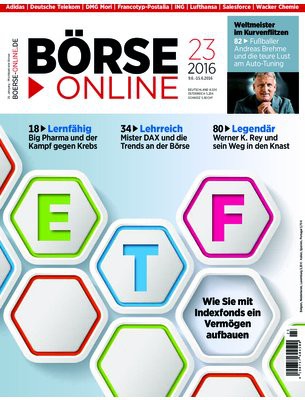 Adidas | Deutsche Telekom | DMG Mori | Francotyp-Postalia | ING | Lufthansa | Salesforce | Wacker Chemie
BOERSE-ONLINE.DE
BÖRSE
ONLINE
23
2016
Weltmeister
im Kurvenflitzen
82 Fußballer
Andreas Brehme
und die teure Lust
am Auto-Tuning
18 Lernfähig
Big Pharma und der
Kampf gegen Krebs
34 Lehrreich
Mister DAX und die
Trends an der Börse
80 Legendär
Werner K. Rey und
sein Weg in den Knast
E
T
F
Wie Sie mit
Indexfonds ein
Vermögen
aufbauen